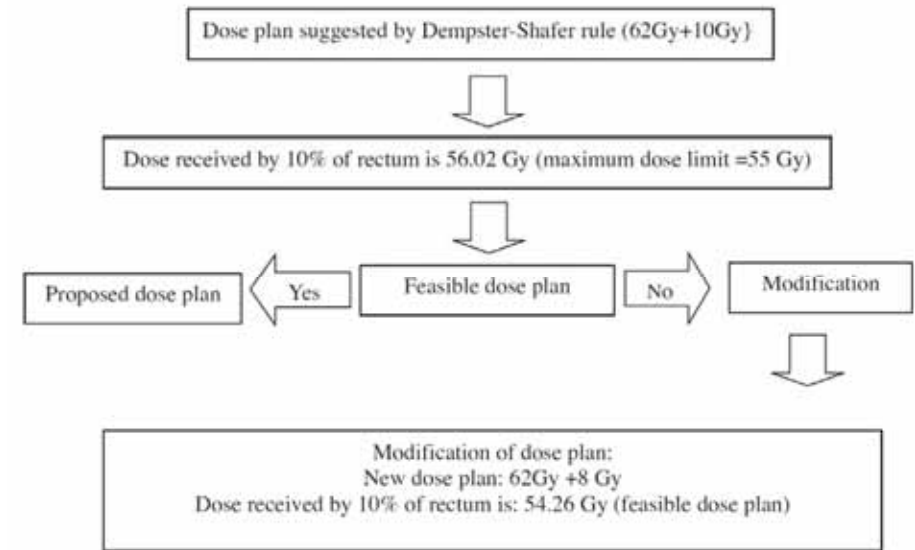 Dose plan suggested by Dempster-Shafer rule (62Gy+10Gy}
Dose received by 10% of rectum is 56.02 Gy (maximum dose limit =55 Gy)
Proposed dose plan
Yes
Feasible dose plan
No
Modification
Modification of dose plan:
New dose plan: 62Gy +8 Gy
Dose received by 10% of rectum is: 54.26 Gy (feasible dose plan)